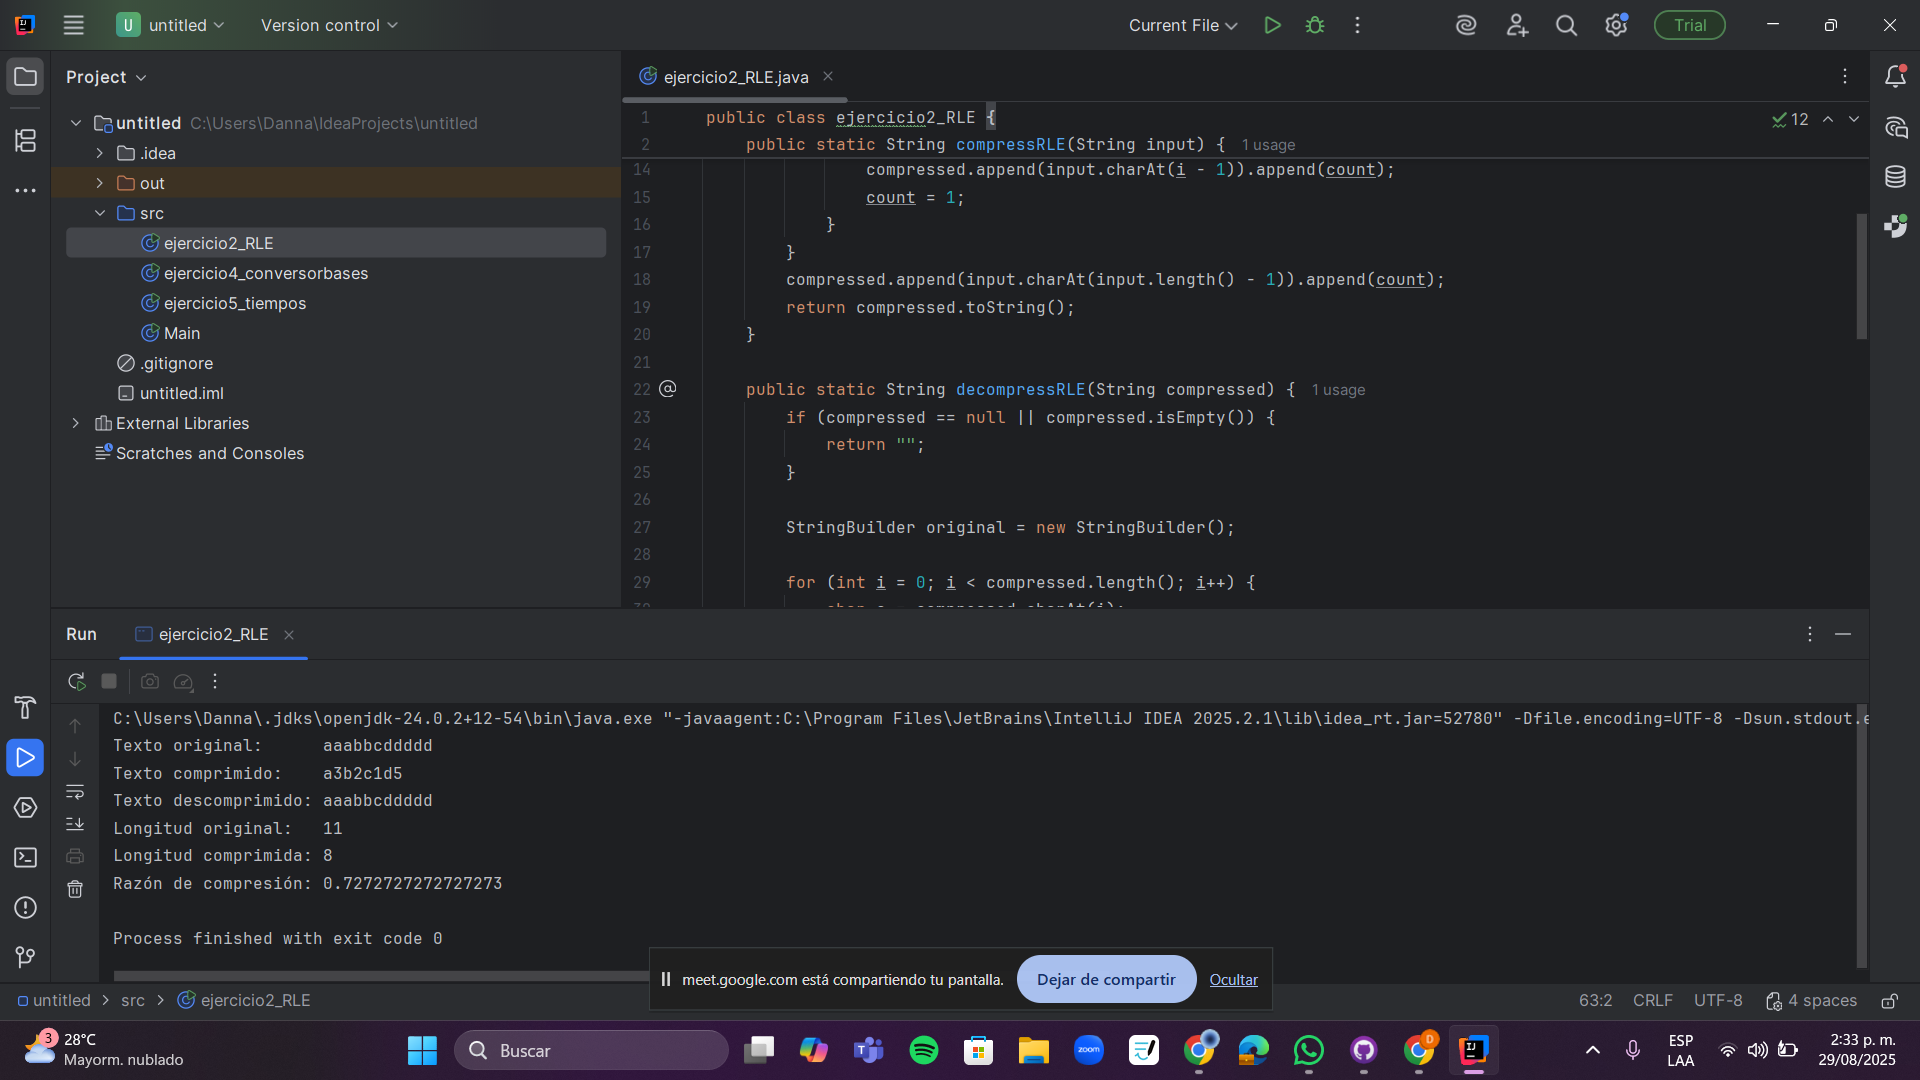 untitled
Version control
Current File
Trial
Project
untitled C:\Users\Danna\IdeaProjects\untitled
.idea
out
src
ejercicio2_RLE
ejercicio4_conversorbases
ejercicio5_tiempos
Main
.gitignore
untitled.iml
External Libraries
Scratches and Consoles
ejercicio2_RLE.java
12
1 public class ejercicio2_RLE {
2 public static String compressRLE(String input) { 1 usage
14 compressed.append(input.charAt(i - 1)).append(count);
15 count = 1;
16 }
17 }
18 compressed.append(input.charAt(input.length() - 1)).append(count);
19 return compressed.toString();
20 }
21
22 public static String decompressRLE(String compressed) { 1 usage
23 if (compressed == null || compressed.isEmpty()) {
24 return "";
25 }
26
27 StringBuilder original = new StringBuilder();
28
29 for (int i = 0; i < compressed.length(); i++) {
Run ejercicio2_RLE
C:\Users\Danna\.jdks\openjdk-24.0.2+12-54\bin\java.exe "-javaagent:C:\Program Files\JetBrains\IntelliJ IDEA 2025.2.1\lib\idea_rt.jar=52780" -Dfile.encoding=UTF-8 -Dsun.stdout.e
Texto original: aaabbcddddd
Texto comprimido: a3b2c1d5
Texto descomprimido: aaabbcddddd
Longitud original: 11
Longitud comprimida: 8
Razón de compresión: 0.7272727272727273
Process finished with exit code 0
meet.google.com está compartiendo tu pantalla. Dejar de compartir Ocultar
untitled > src > ejercicio2_RLE
63:2 CRLF UTF-8 4 spaces
3
28°C
Mayorm. nublado
Buscar
zoom
D
ESP
LAA
2:33 p. m.
29/08/2025